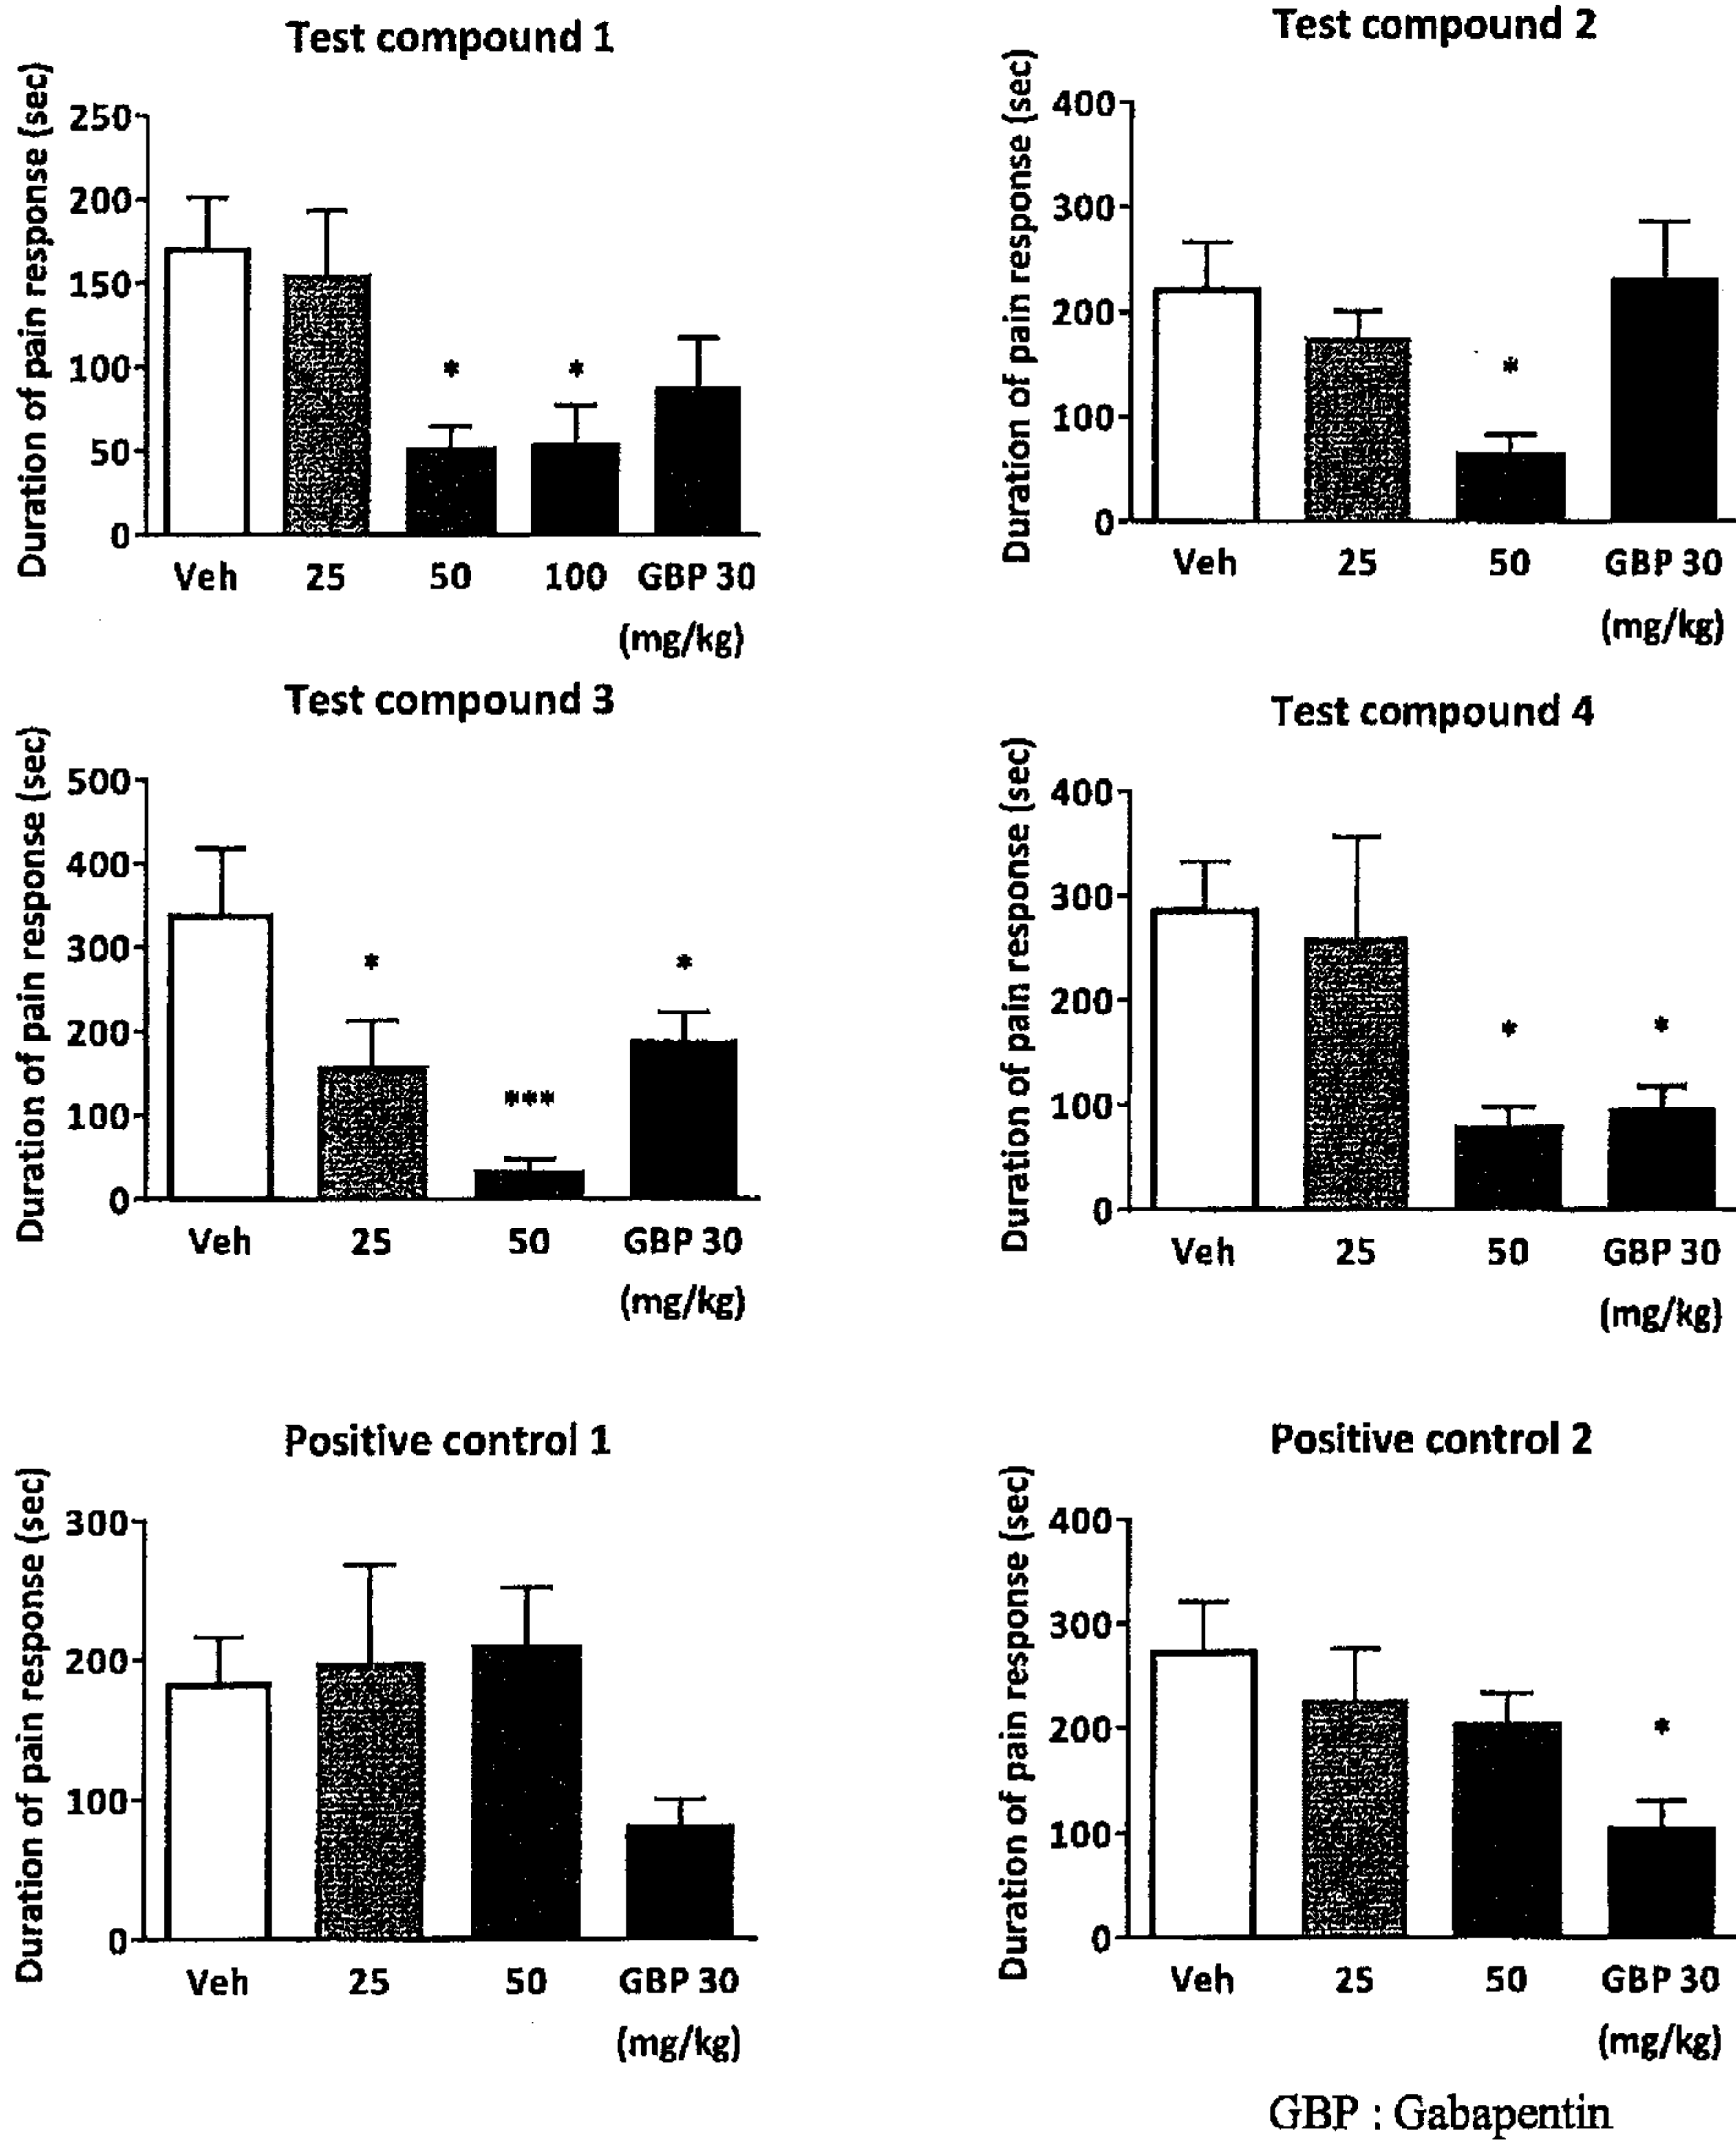 Test compound 1
Duration of pain response (sec)
250
200
150
100
50
0
*
*
Veh 25 50 100 GBP 30
(mg/kg)
Test compound 2
Duration of pain response (sec)
400
300
200
100
0
*
Veh 25 50 GBP 30
(mg/kg)
Test compound 3
Duration of pain response (sec)
500
400
300
200
100
0
*
***
*
Veh 25 50 GBP 30
(mg/kg)
Test compound 4
Duration of pain response (sec)
400
300
200
100
0
*
*
Veh 25 50 GBP 30
(mg/kg)
Positive control 1
Duration of pain response (sec)
300
200
100
0
Veh 25 50 GBP 30
(mg/kg)
Positive control 2
Duration of pain response (sec)
400
300
200
100
0
*
Veh 25 50 GBP 30
(mg/kg)
GBP : Gabapentin